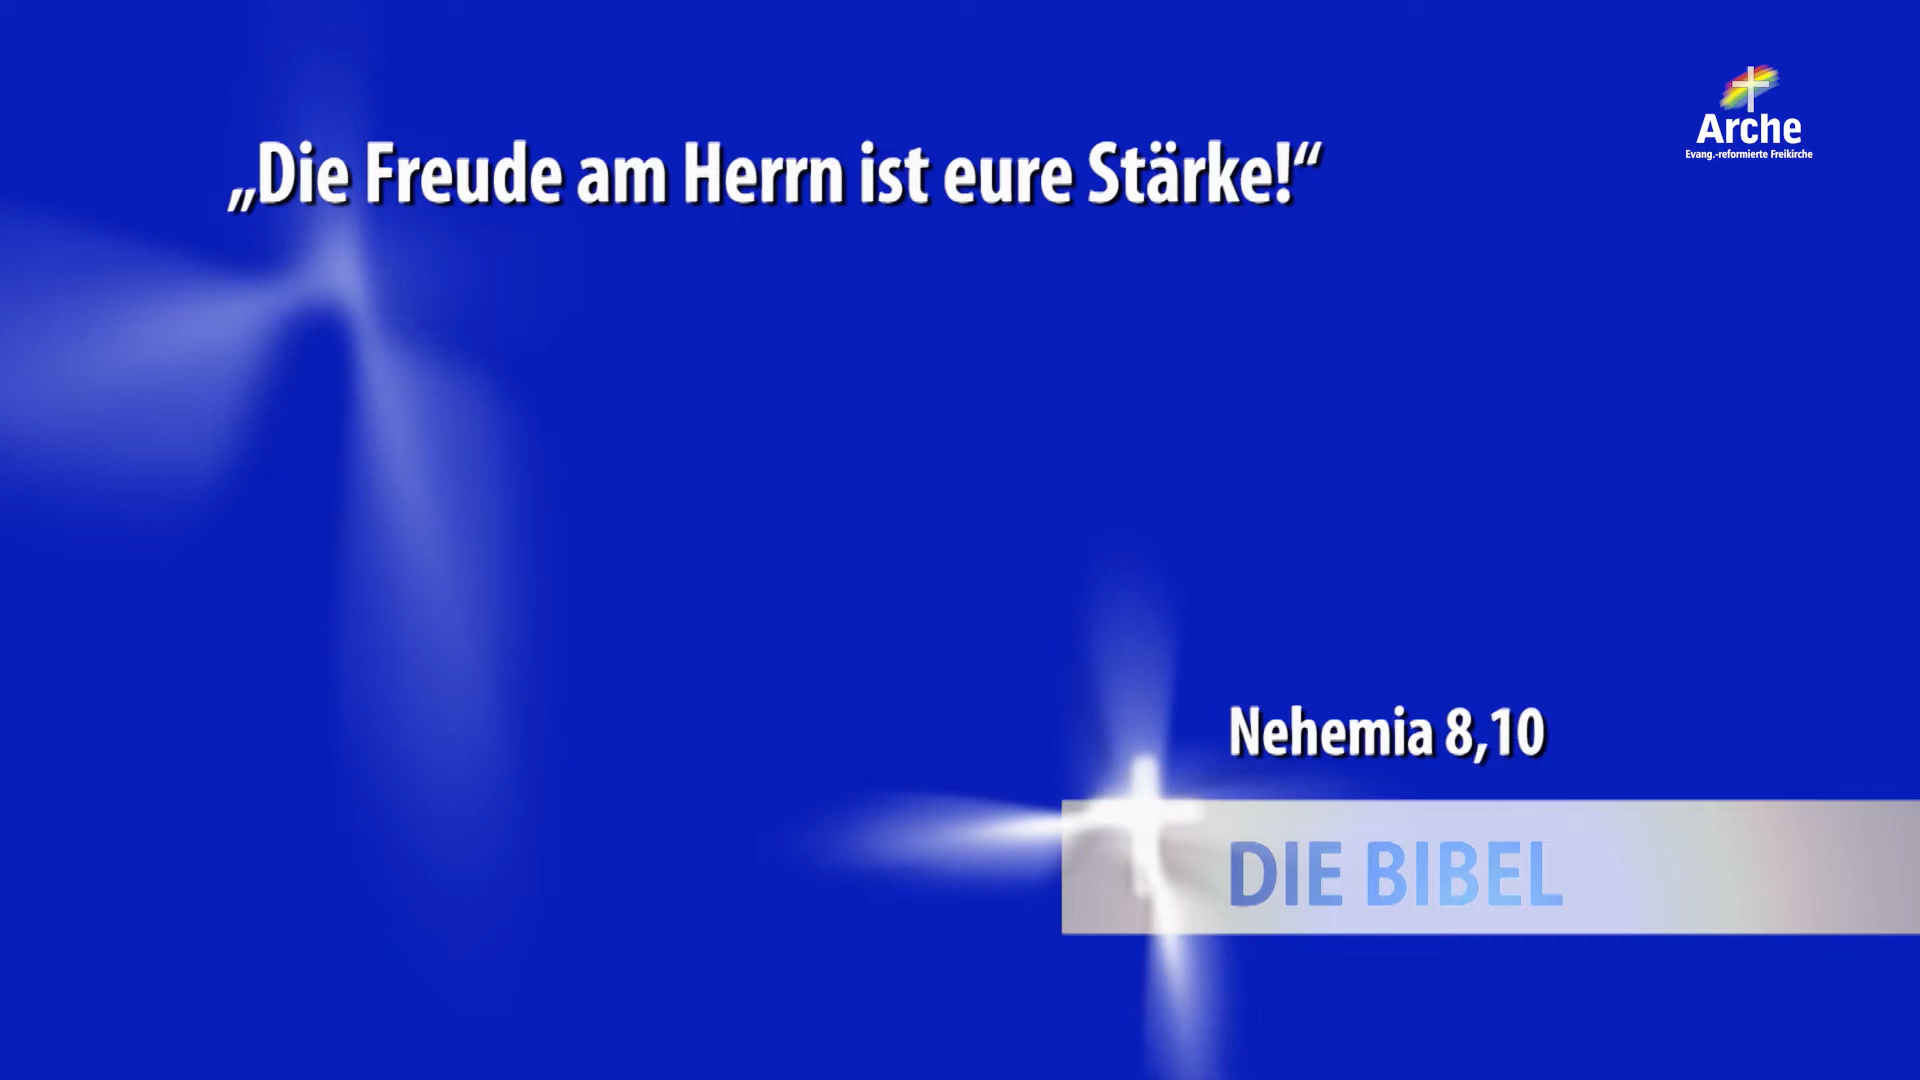 Arche
Evang.-reformierte Freikirche
„Die Freude am Herrn ist eure Stärke!“
Nehemia 8,10
DIE BIBEL